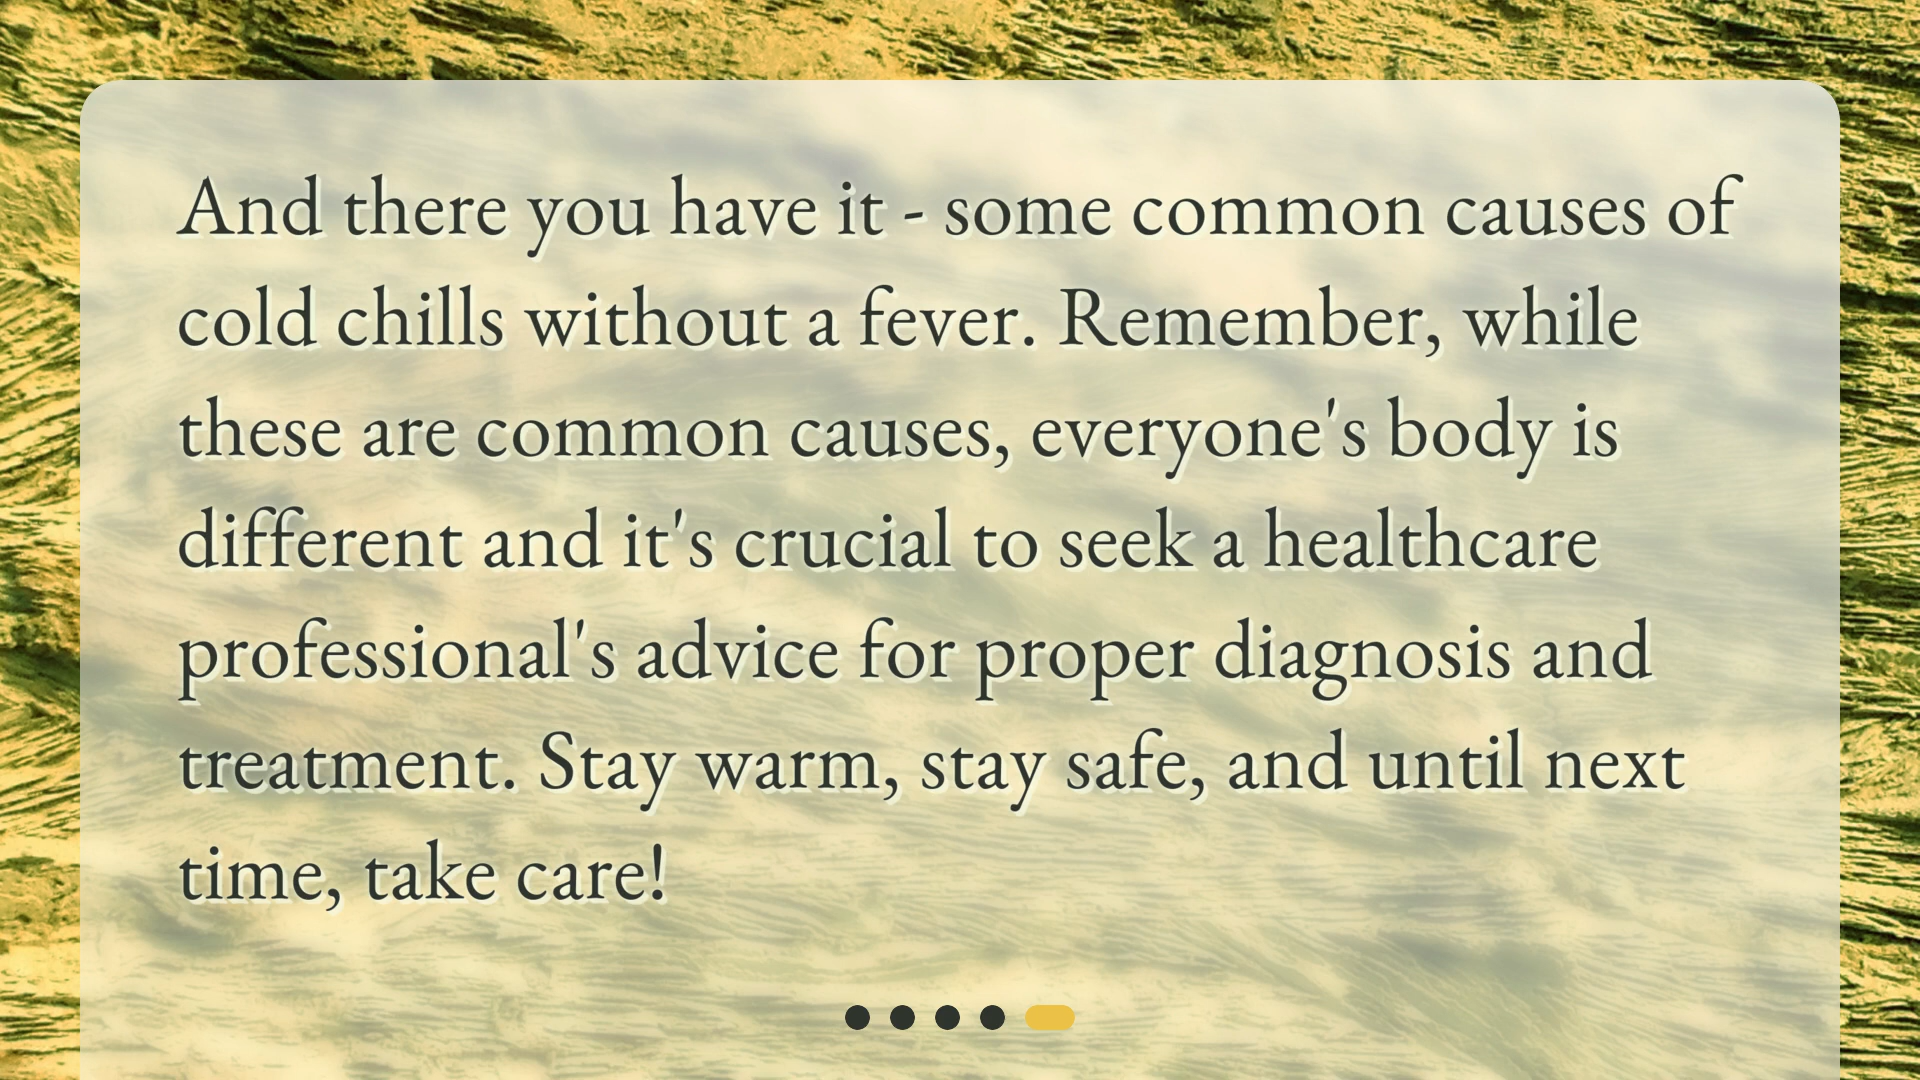 And there you have it - some common causes of
cold chills without a fever. Remember, while
these are common causes, everyone's body is
different and it's crucial to seek a healthcare
professional's advice for proper diagnosis and
treatment. Stay warm, stay safe, and until next
time, take care!